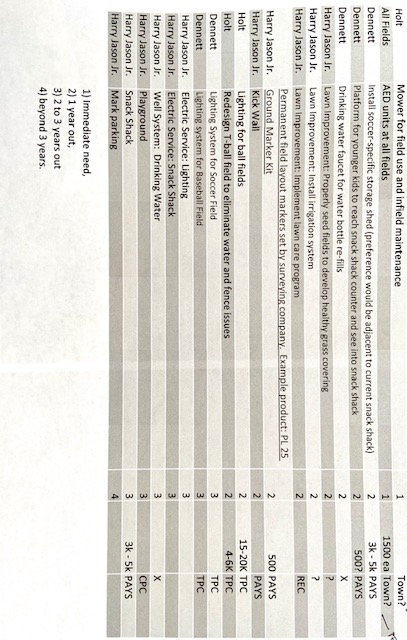 Holt Mower for field use and infield maintenance 1 Town?
All Fields AED units at all fields 1 1500 ea Town?
Dennett Install soccer-specific storage shed (preference would be adjacent to current snack shack) 2 3k - 5k PAYS
Dennett Platform for younger kids to reach snack shack counter and see into snack shack 2 500? PAYS
Dennett Drinking water faucet for water bottle re-fills 2 X
Harry Jason Jr. Lawn Improvement: Properly seed fields to develop healthy grass covering 2 ?
Harry Jason Jr. Lawn Improvement: Install irrigation system 2 ?
Harry Jason Jr. Lawn Improvement: Implement lawn care program 2 REC
Permanent field layout markers set by surveying company. Example product: PL 25
Harry Jason Jr. Ground Marker Kit 2 500 PAYS
Harry Jason Jr. Kick Wall 2 PAYS
Holt Lighting for ball fields 2 15-20K TPC
Holt Redesign T-ball field to eliminate water and fence issues 2 4-6K TPC
Dennett Lighting System for Soccer Field 3 TPC
Dennett Lighting system for Baseball Field 3 TPC
Harry Jason Jr. Electric Service: Lighting 3
Harry Jason Jr. Electric Service: Snack Shack 3
Harry Jason Jr. Well System: Drinking Water 3 X
Harry Jason Jr. Playground 3 CPC
Harry Jason Jr. Snack Shack 3 3k - 5k PAYS
Harry Jason Jr. Mark parking 4
1) Immediate need,
2) 1 year out,
3) 2 to 3 years out
4) beyond 3 years.